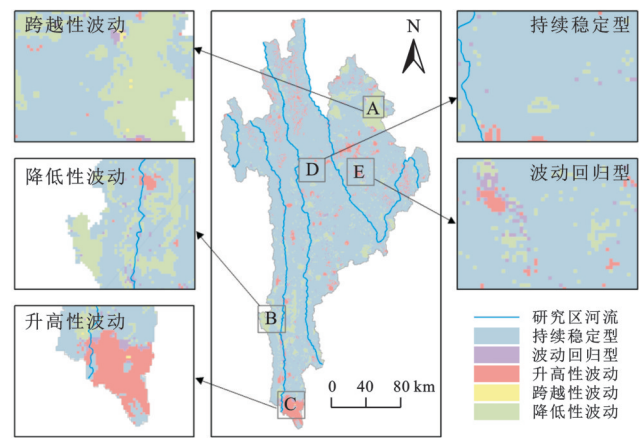 跨越性波动
降低性波动
升高性波动
N
A
D
E
B
C
0 40 80 km
持续稳定型
波动回归型
研究区河流
持续稳定型
波动回归型
升高性波动
跨越性波动
降低性波动